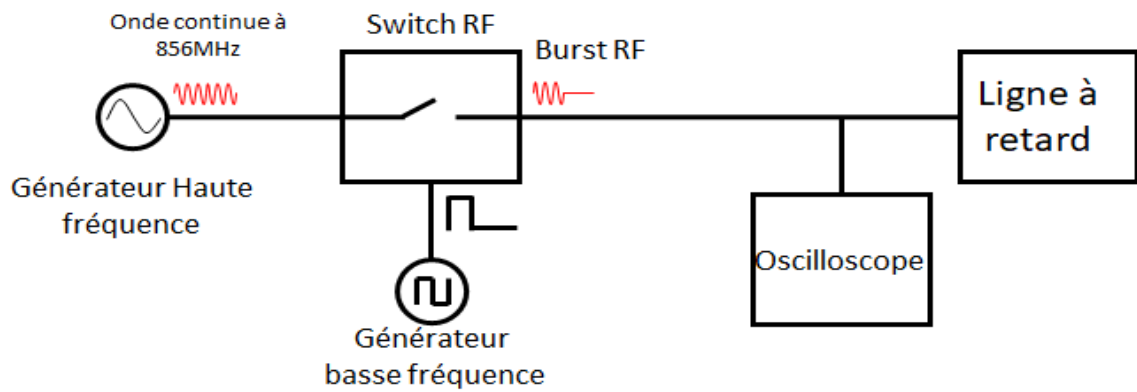 Onde continue à
856MHz
Switch RF
Burst RF
Ligne à
retard
Générateur Haute
fréquence
Oscilloscope
Générateur
basse fréquence